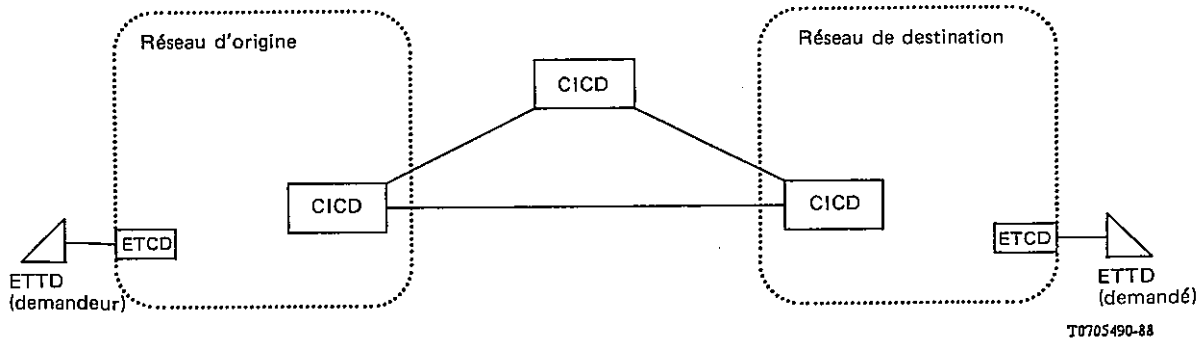 Réseau d'origine
Réseau de destination
CICD
CICD
CICD
ETCD
ETCD
ETTD
(demandeur)
ETTD
(demandé)
T0705490-88